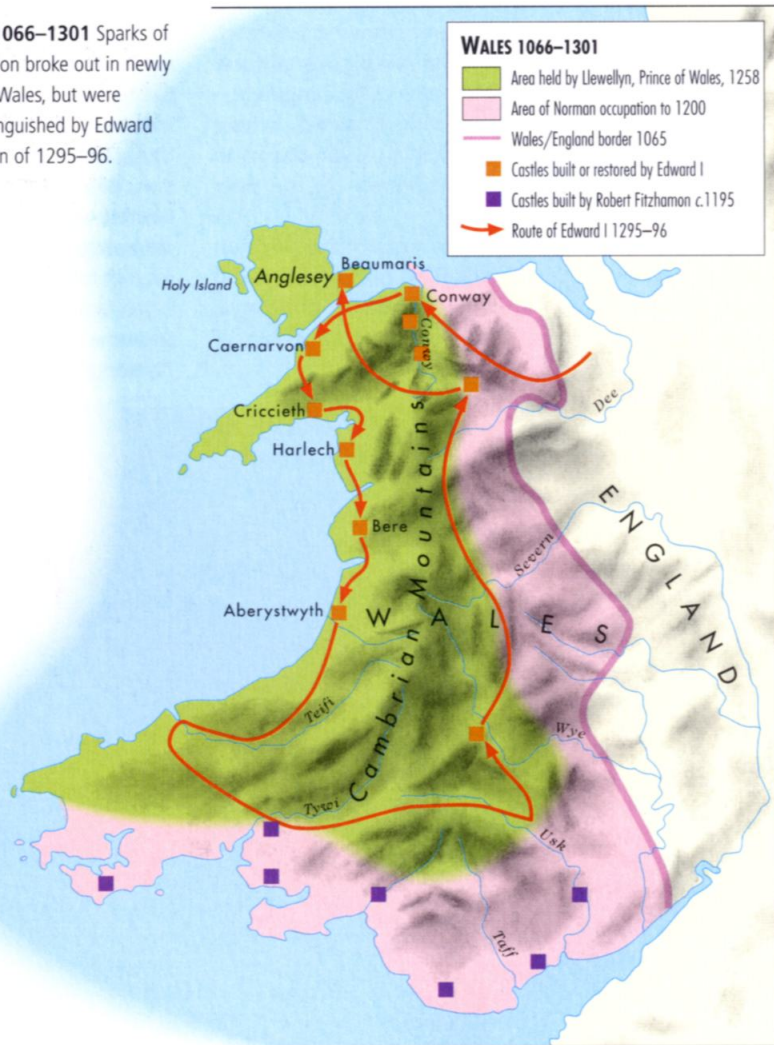 066–1301 Sparks of
on broke out in newly
Wales, but were
nguished by Edward
n of 1295–96.
WALES 1066–1301
Area held by Llewellyn, Prince of Wales, 1258
Area of Norman occupation to 1200
Wales/England border 1065
Castles built or restored by Edward I
Castles built by Robert Fitzhamon c.1195
Route of Edward I 1295–96
Beaumaris
Anglesey
Holy Island
Conway
Conway
Caernarvon
Dee
Criccieth
Harlech
ENGLAND
Bere
Severn
Cambrian Mountains
Aberystwyth
WALES
Teifi
Wye
Tywi
Usk
Taff